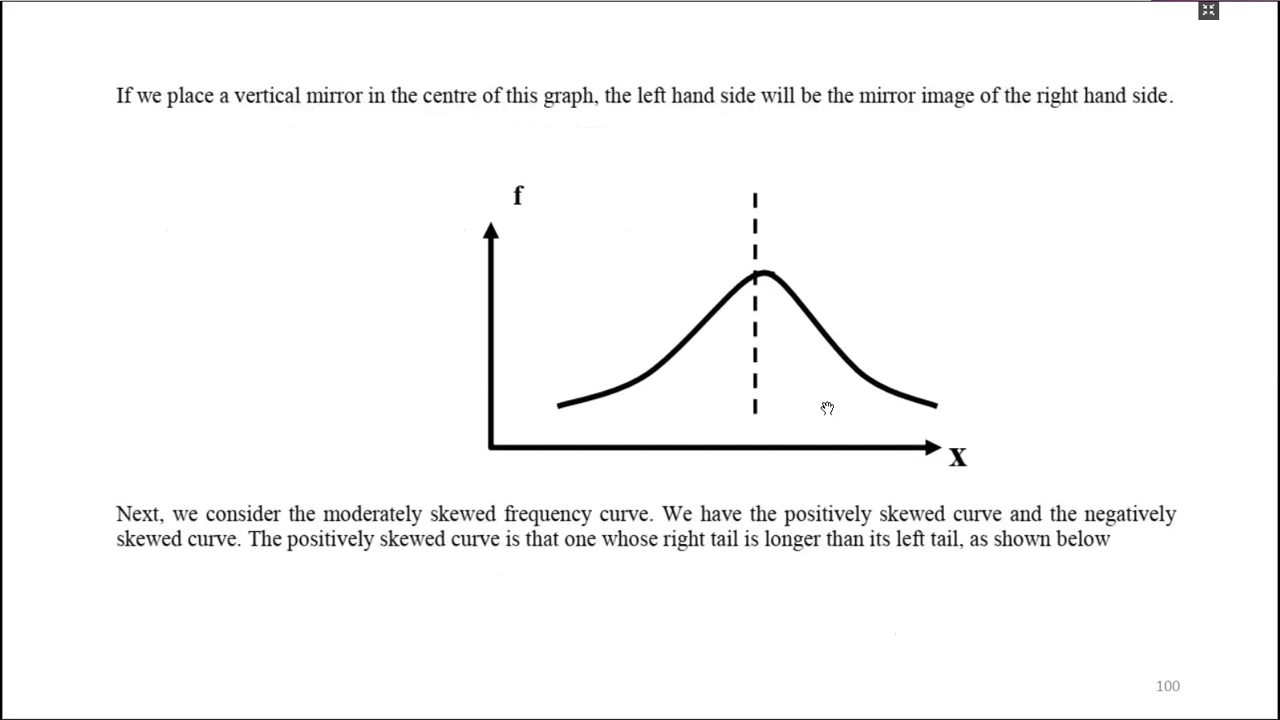 If we place a vertical mirror in the centre of this graph, the left hand side will be the mirror image of the right hand side.
f
X
Next, we consider the moderately skewed frequency curve. We have the positively skewed curve and the negatively
skewed curve. The positively skewed curve is that one whose right tail is longer than its left tail, as shown below
100